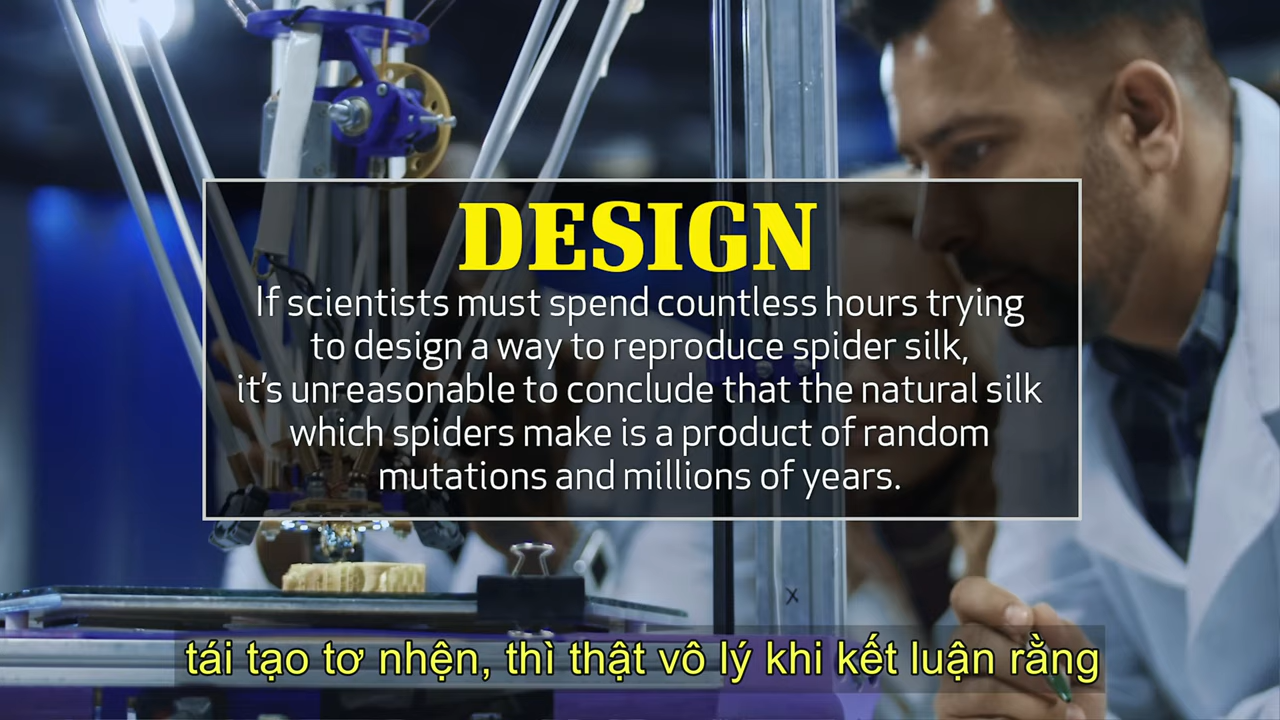 DESIGN
If scientists must spend countless hours trying
to design a way to reproduce spider silk,
it's unreasonable to conclude that the natural silk
which spiders make is a product of random
mutations and millions of years.
x
tái tạo tơ nhện, thì thật vô lý khi kết luận rằng